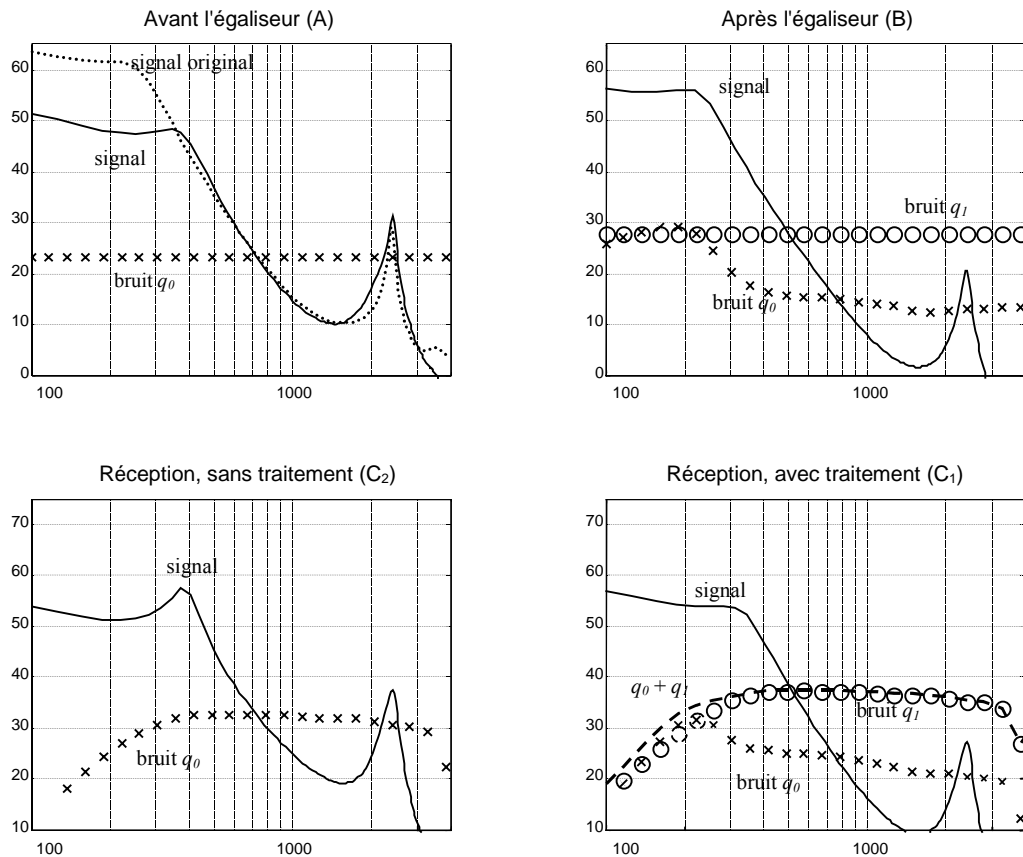 Avant l'égaliseur (A)
60
50
40
30
20
10
0
signal original
signal
bruit q0
100
1000
Après l'égaliseur (B)
60
50
40
30
20
10
0
signal
bruit q1
bruit q0
100
1000
Réception, sans traitement (C2)
70
60
50
40
30
20
10
signal
bruit q0
100
1000
Réception, avec traitement (C1)
70
60
50
40
30
20
10
signal
q0 + q1
bruit q1
bruit q0
100
1000